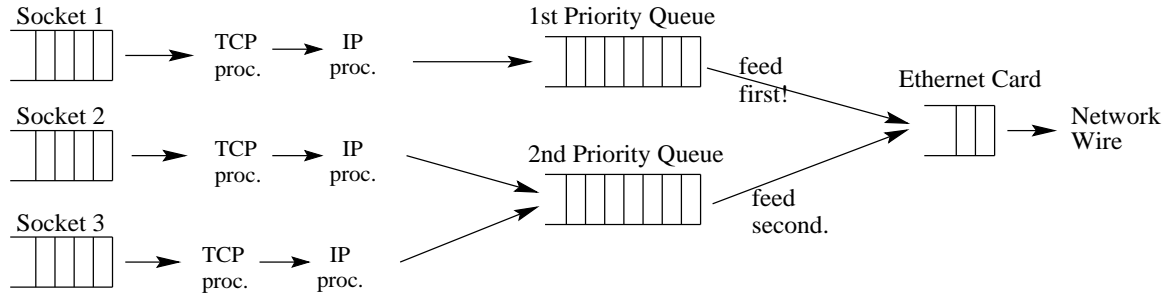 Socket 1
TCP
proc.
IP
proc.
1st Priority Queue
feed
first!
Ethernet Card
Network
Wire
Socket 2
TCP
proc.
IP
proc.
2nd Priority Queue
feed
second.
Socket 3
TCP
proc.
IP
proc.